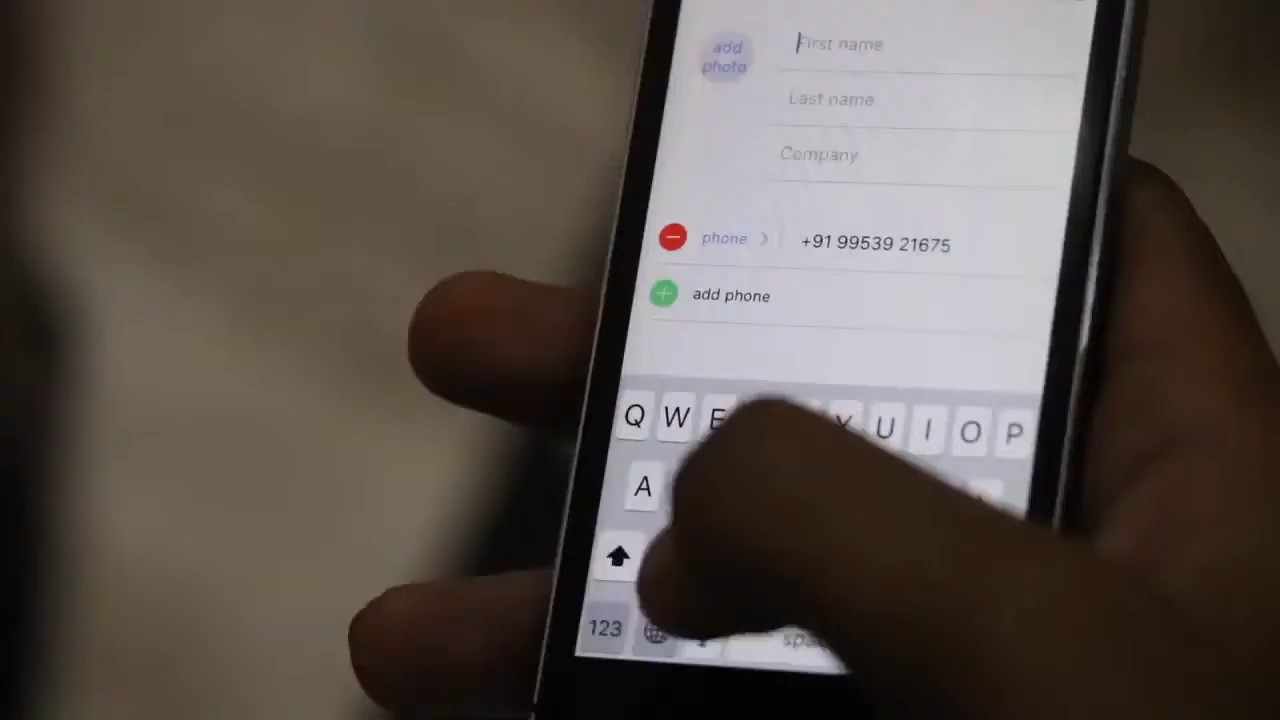 add
photo
First name
Last name
Company
phone
+91 99539 21675
add phone
Q W E Y U I O P
A
123